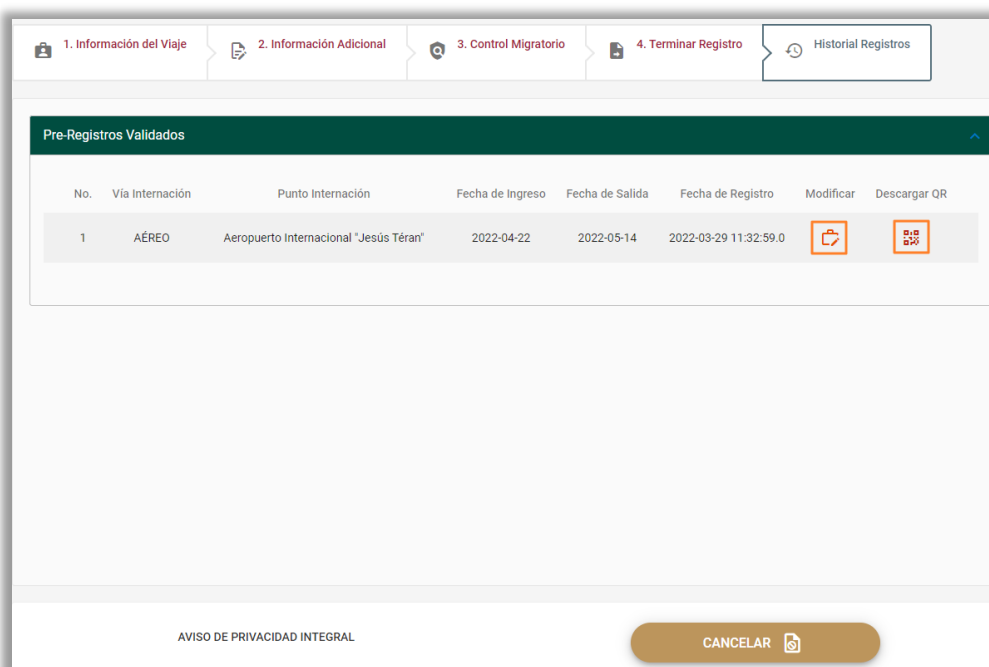 1. Información del Viaje 2. Información Adicional 3. Control Migratorio 4. Terminar Registro Historial Registros
Pre-Registros Validados
No. Vía Internación Punto Internación Fecha de Ingreso Fecha de Salida Fecha de Registro Modificar Descargar QR
1 AÉREO Aeropuerto Internacional "Jesús Téran" 2022-04-22 2022-05-14 2022-03-29 11:32:59.0
AVISO DE PRIVACIDAD INTEGRAL CANCELAR